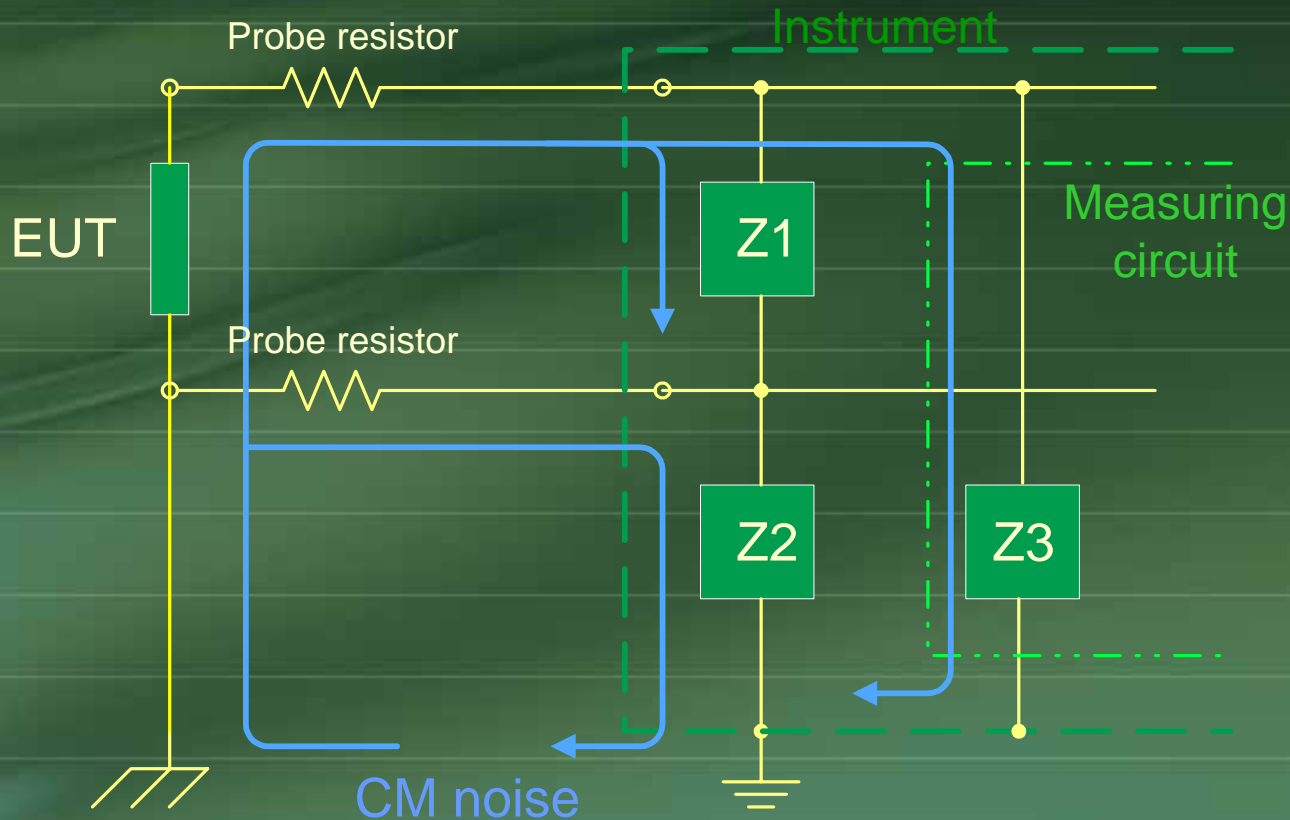 Instrument
Probe resistor
EUT
Z1
Measuring
circuit
Probe resistor
Z2
Z3
CM noise